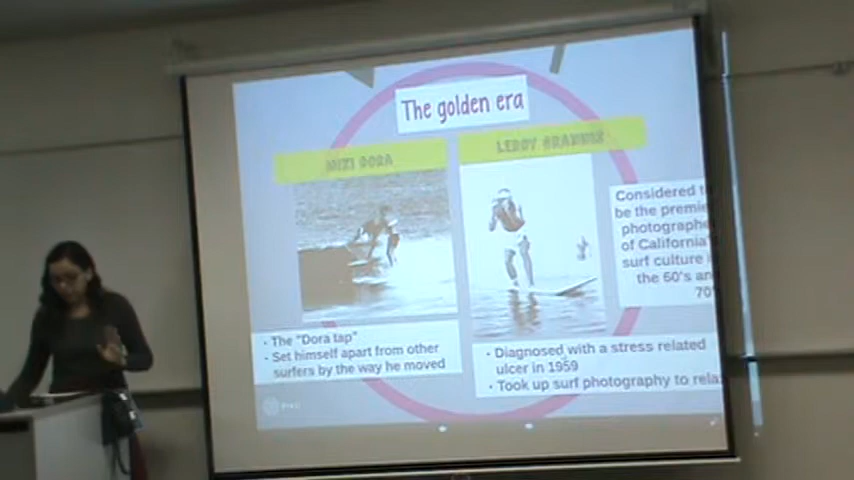 The golden era
MIKI DORA
LEROY GRANNIS
Considered
be the premie
photographe
of California'
surf culture
the 60's an
70'
· The "Dora tap"
· Set himself apart from other
surfers by the way he moved
· Diagnosed with a stress related
ulcer in 1959
· Took up surf photography to rela